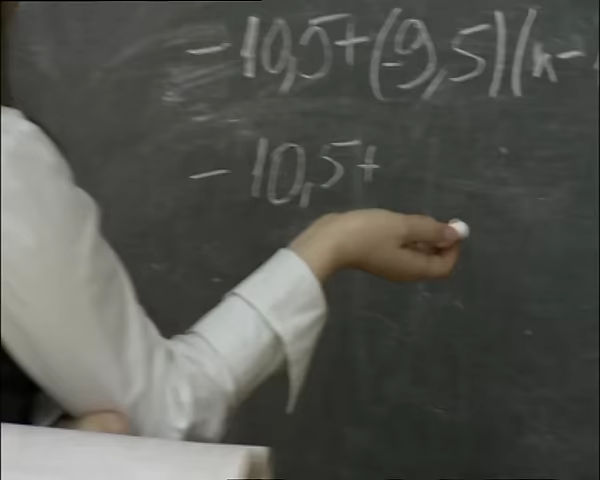 = 10,5+(-9,5)(n-
- 10,5+